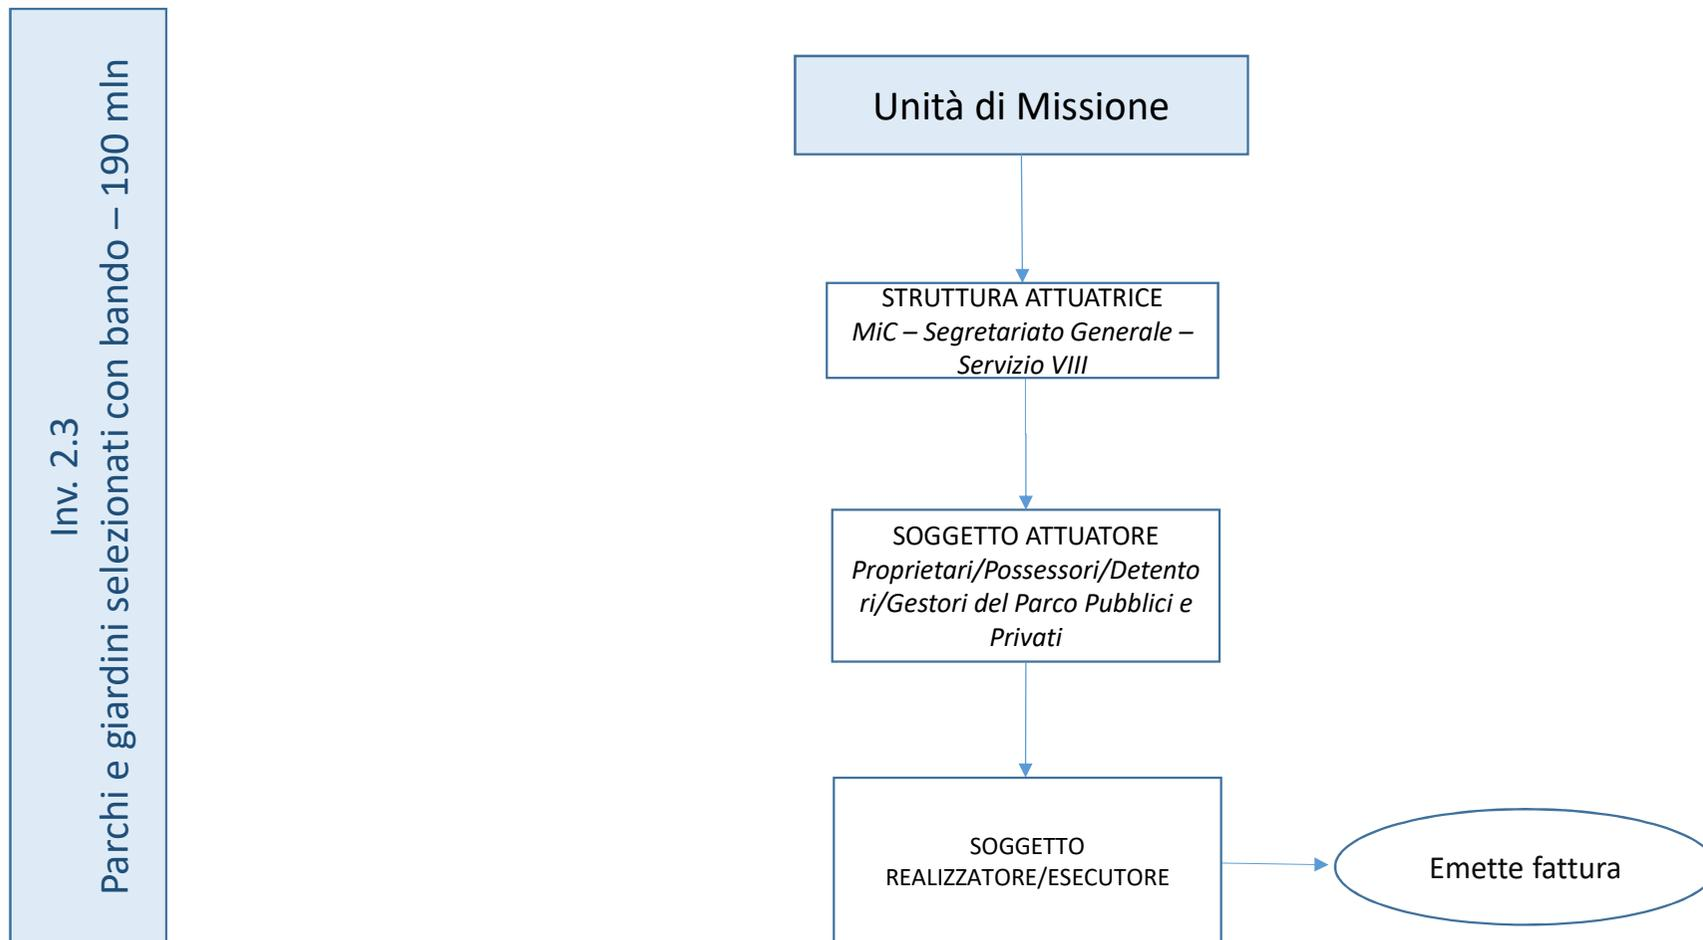 Inv. 2.3
Parchi e giardini selezionati con bando – 190 mln
Unità di Missione
STRUTTURA ATTUATRICE
MiC – Segretariato Generale –
Servizio VIII
SOGGETTO ATTUATORE
Proprietari/Possessori/Detento
ri/Gestori del Parco Pubblici e
Privati
SOGGETTO
REALIZZATORE/ESECUTORE
Emette fattura